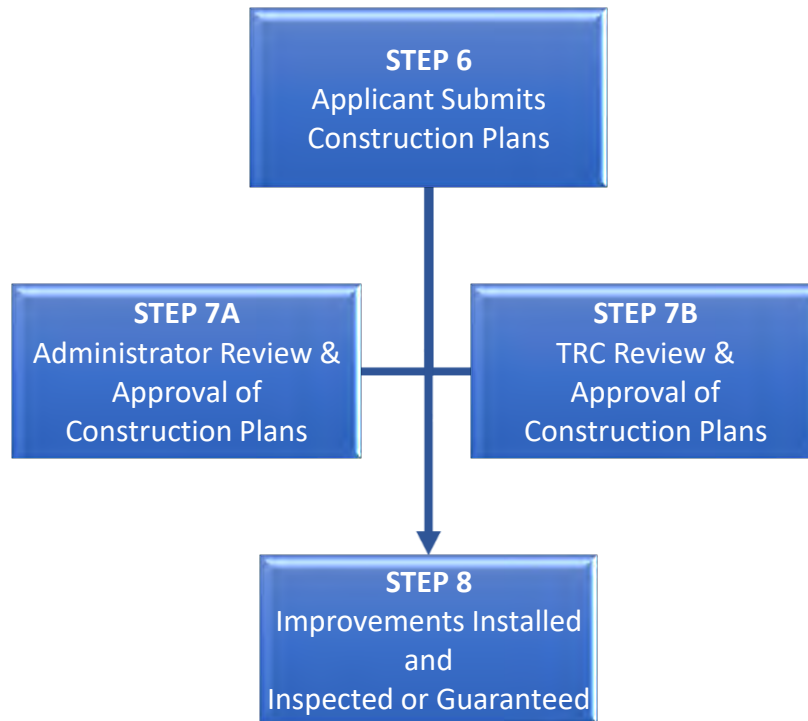 STEP 6
Applicant Submits
Construction Plans
STEP 7A
Administrator Review &
Approval of
Construction Plans
STEP 7B
TRC Review &
Approval of
Construction Plans
STEP 8
Improvements Installed
and
Inspected or Guaranteed